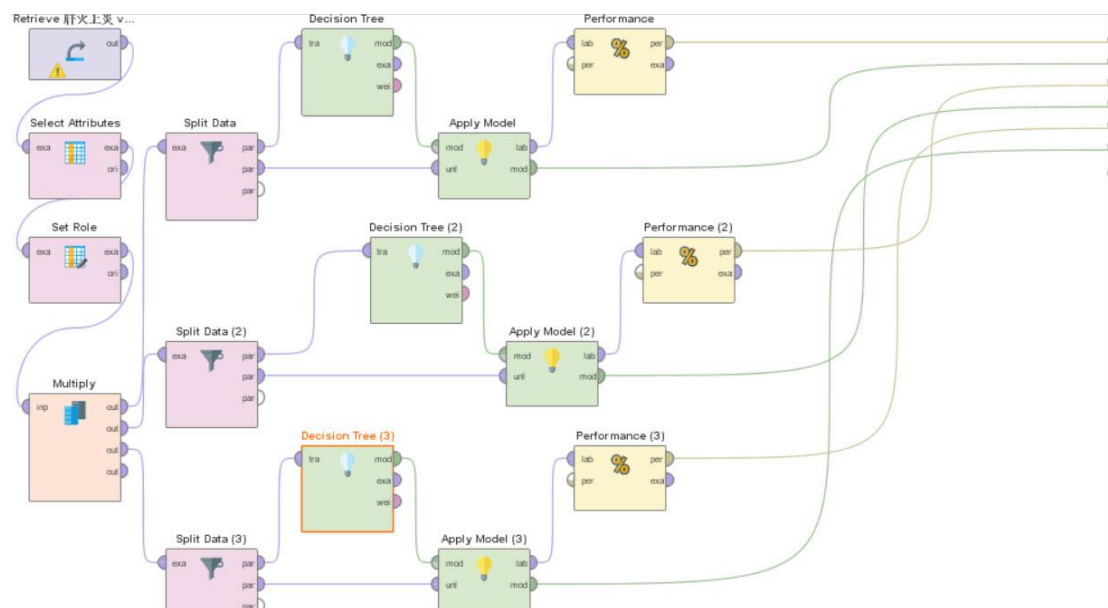 Retrieve 肝火上炎 v...
out
Select Attributes
exa
exa
ori
Set Role
exa
exa
ori
Multiply
inp
out
out
out
out
Split Data
exa
par
par
par
Decision Tree
tra
mod
exa
wei
Apply Model
mod
lab
unl
mod
Performance
lab
per
per
exa
Split Data (2)
exa
par
par
par
Decision Tree (2)
tra
mod
exa
wei
Apply Model (2)
mod
lab
unl
mod
Performance (2)
lab
per
per
exa
Split Data (3)
exa
par
par
par
Decision Tree (3)
tra
mod
exa
wei
Apply Model (3)
mod
lab
unl
mod
Performance (3)
lab
per
per
exa